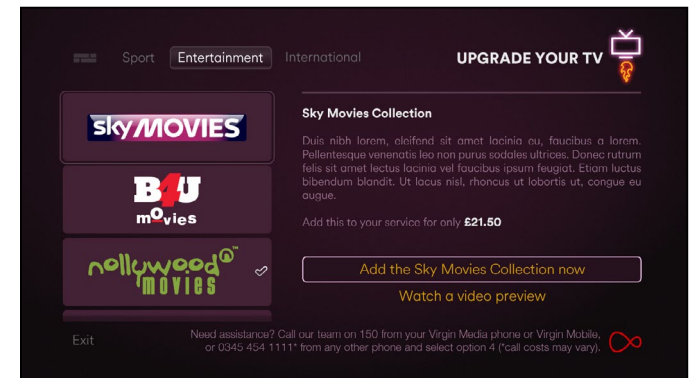 Sport Entertainment International
UPGRADE YOUR TV
sky MOVIES
B4U
movies
nollywood™
movies
Sky Movies Collection
Duis nibh lorem, eleifend sit amet lacinia eu, faucibus a lorem.
Pellentesque venenatis leo non purus sodales ultrices. Donec rutrum
felis sit amet lectus lacinia vel faucibus ipsum feugiat. Etiam luctus
bibendum blandit. Ut lacus nisl, rhoncus ut lobortis ut, congue eu
augue.
Add this to your service for only £21.50
Add the Sky Movies Collection now
Watch a video preview
Exit
Need assistance? Call our team on 150 from your Virgin Media phone or Virgin Mobile,
or 0345 454 1111* from any other phone and select option 4 (*call costs may vary).